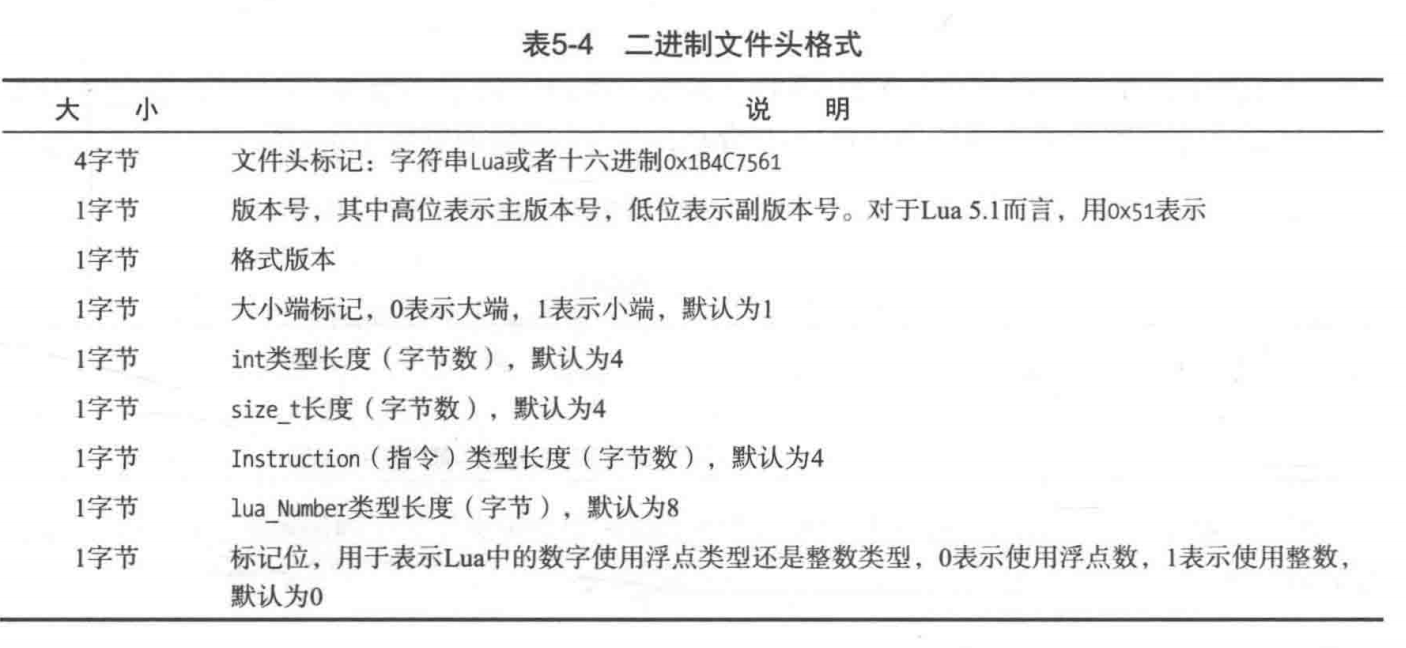 表5-4 二进制文件头格式
大 小 说 明
4字节 文件头标记：字符串Lua或者十六进制0x1B4C7561
1字节 版本号，其中高位表示主版本号，低位表示副版本号。对于Lua 5.1而言，用0x51表示
1字节 格式版本
1字节 大小端标记，0表示大端，1表示小端，默认为1
1字节 int类型长度（字节数），默认为4
1字节 size_t长度（字节数），默认为4
1字节 Instruction（指令）类型长度（字节数），默认为4
1字节 lua_Number类型长度（字节），默认为8
1字节 标记位，用于表示Lua中的数字使用浮点类型还是整数类型，0表示使用浮点数，1表示使用整数，
默认为0